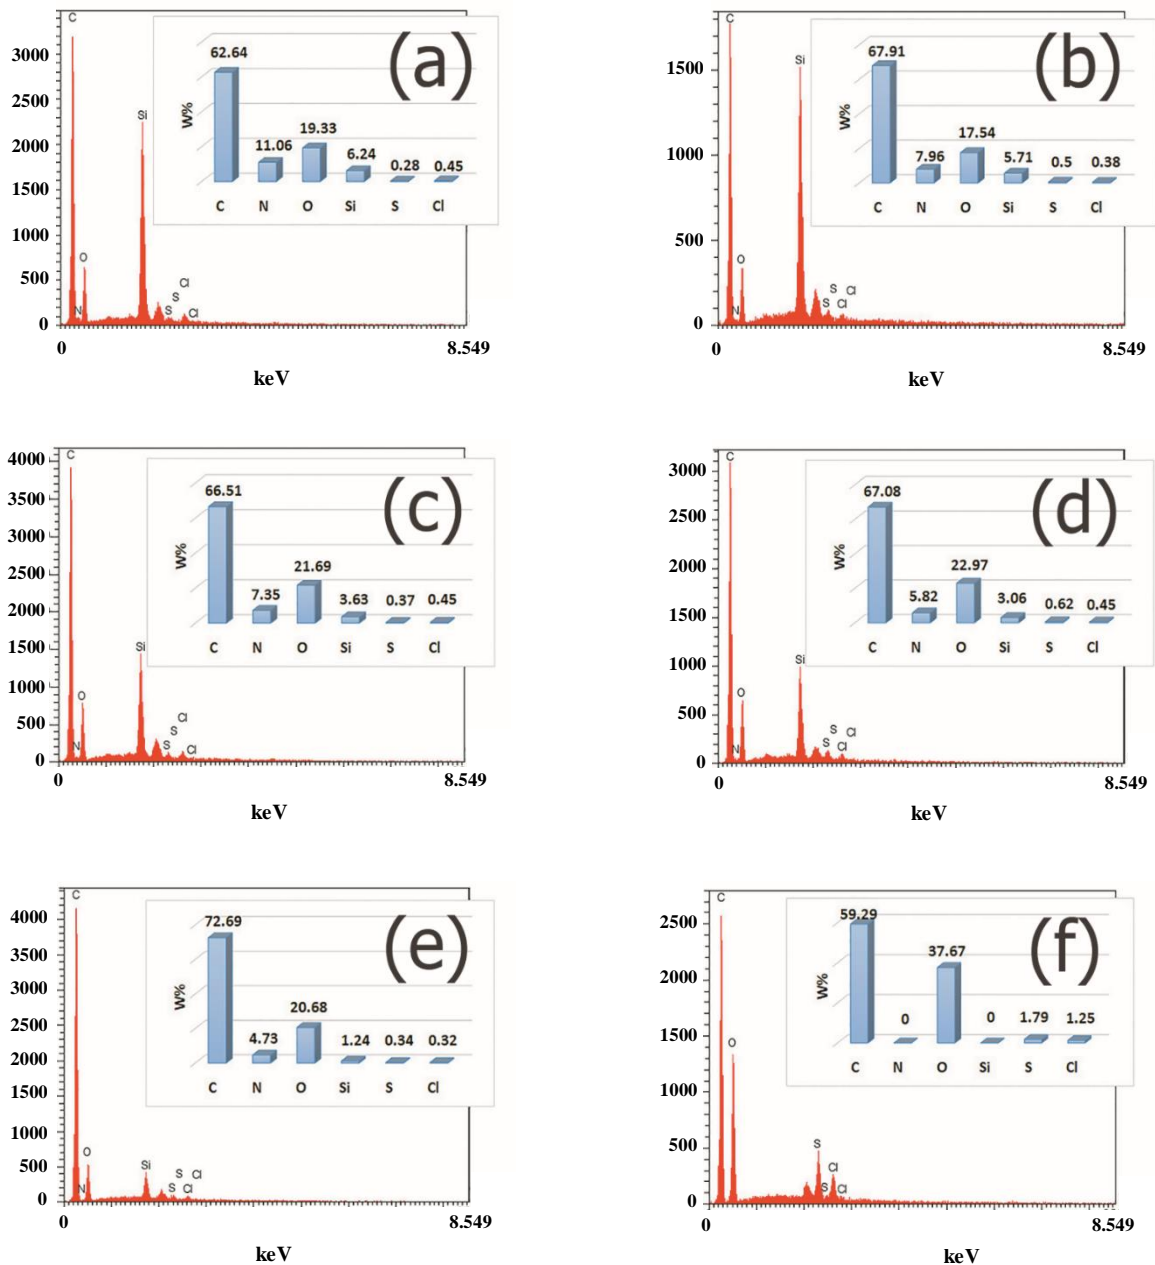 C
3000
2500
2000
1500
1000
500
0
Si
O
N
S
S
Cl
Cl
0
8.549
keV
(a)
W%
62.64
11.06
19.33
6.24
0.28
0.45
C N O Si S Cl
C
1500
1000
500
0
Si
O
N
S
S
Cl
Cl
0
8.549
keV
(b)
W%
67.91
7.96
17.54
5.71
0.5
0.38
C N O Si S Cl
C
4000
3500
3000
2500
2000
1500
1000
500
0
Si
O
N
S
S
Cl
Cl
0
8.549
keV
(c)
W%
66.51
7.35
21.69
3.63
0.37
0.45
C N O Si S Cl
C
3000
2500
2000
1500
1000
500
0
Si
O
N
S
S
Cl
Cl
0
8.549
keV
(d)
W%
67.08
5.82
22.97
3.06
0.62
0.45
C N O Si S Cl
C
4000
3500
3000
2500
2000
1500
1000
500
0
Si
O
N
S
S
Cl
Cl
0
8.549
keV
(e)
W%
72.69
4.73
20.68
1.24
0.34
0.32
C N O Si S Cl
C
2500
2000
1500
1000
500
0
O
S
S
Cl
Cl
0
8.549
keV
(f)
W%
59.29
0
37.67
0
1.79
1.25
C N O Si S Cl